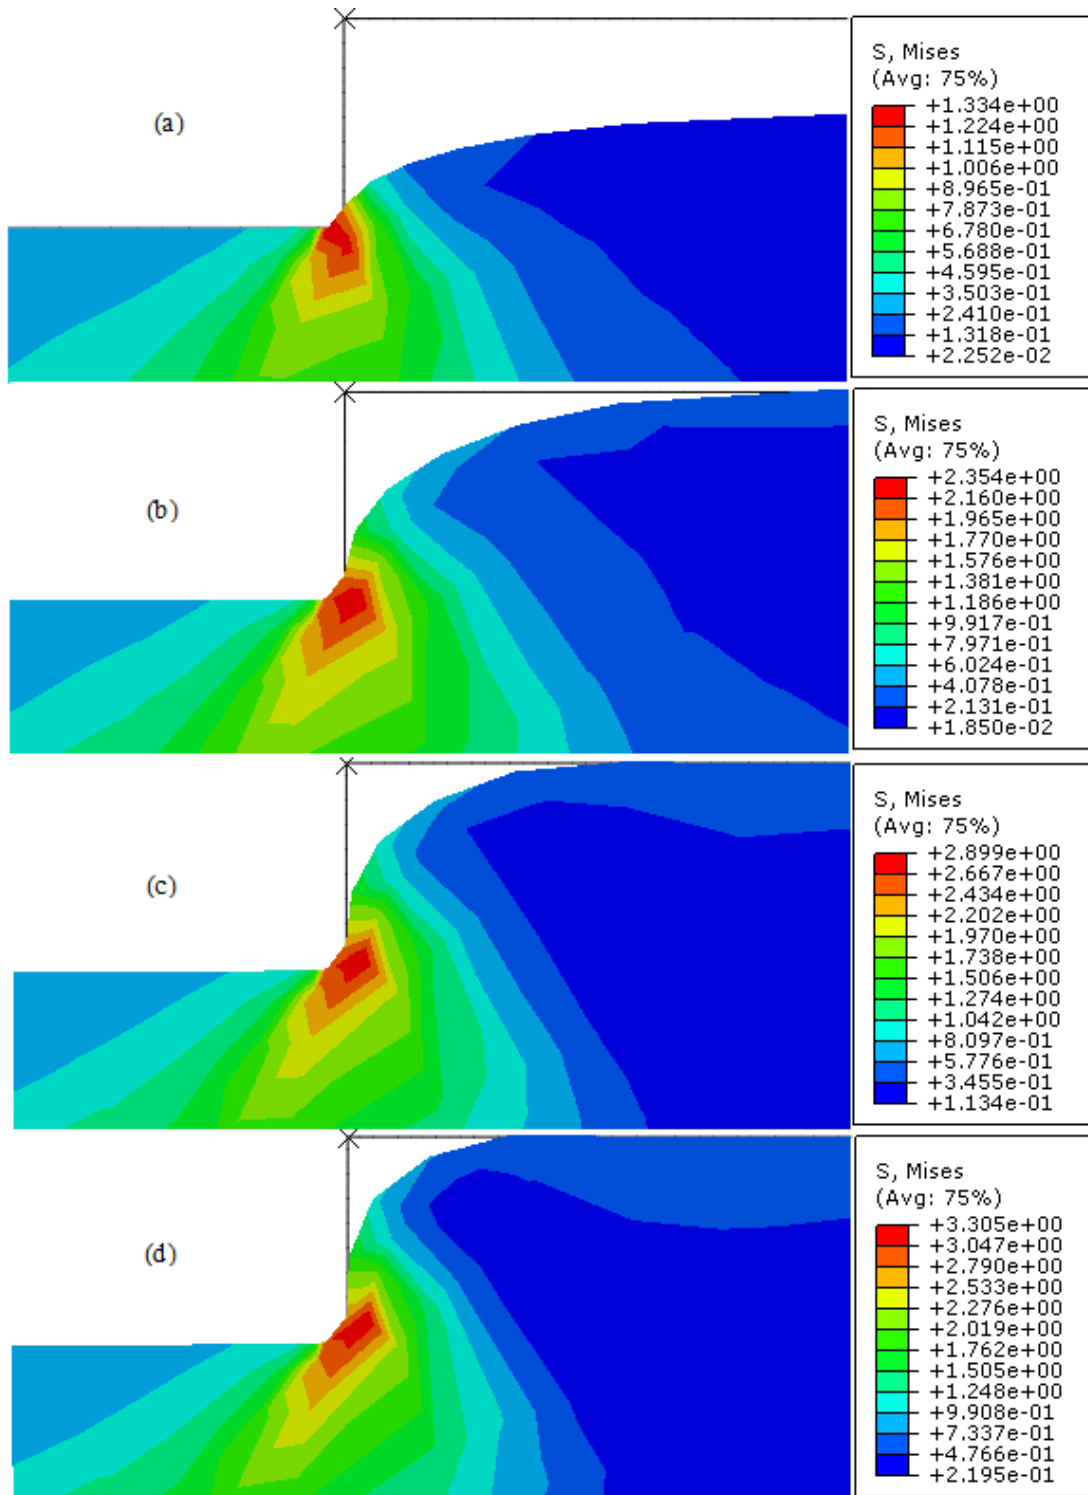 (a)
S, Mises
(Avg: 75%)
+1.334e+00
+1.224e+00
+1.115e+00
+1.006e+00
+8.965e-01
+7.873e-01
+6.780e-01
+5.688e-01
+4.595e-01
+3.503e-01
+2.410e-01
+1.318e-01
+2.252e-02
(b)
S, Mises
(Avg: 75%)
+2.354e+00
+2.160e+00
+1.965e+00
+1.770e+00
+1.576e+00
+1.381e+00
+1.186e+00
+9.917e-01
+7.971e-01
+6.024e-01
+4.078e-01
+2.131e-01
+1.850e-02
(c)
S, Mises
(Avg: 75%)
+2.899e+00
+2.667e+00
+2.434e+00
+2.202e+00
+1.970e+00
+1.738e+00
+1.506e+00
+1.274e+00
+1.042e+00
+8.097e-01
+5.776e-01
+3.455e-01
+1.134e-01
(d)
S, Mises
(Avg: 75%)
+3.305e+00
+3.047e+00
+2.790e+00
+2.533e+00
+2.276e+00
+2.019e+00
+1.762e+00
+1.505e+00
+1.248e+00
+9.908e-01
+7.337e-01
+4.766e-01
+2.195e-01